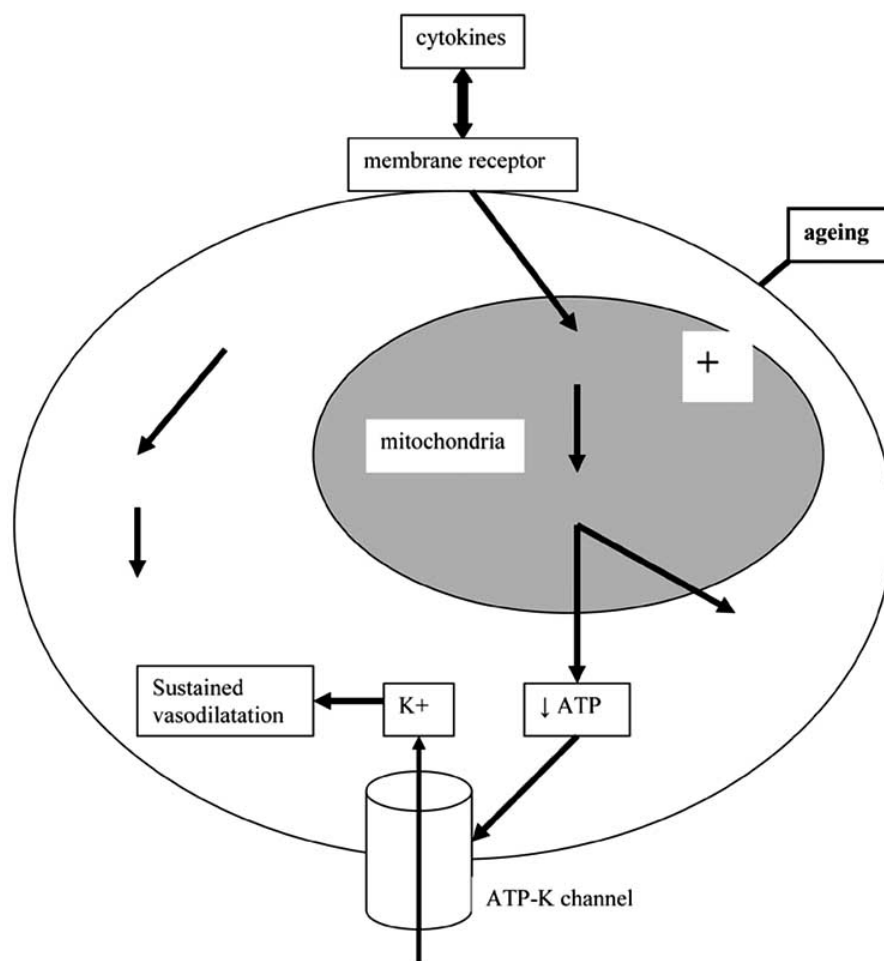 cytokines
membrane receptor
ageing
+
mitochondria
Sustained
vasodilatation
K+
↓ ATP
ATP-K channel